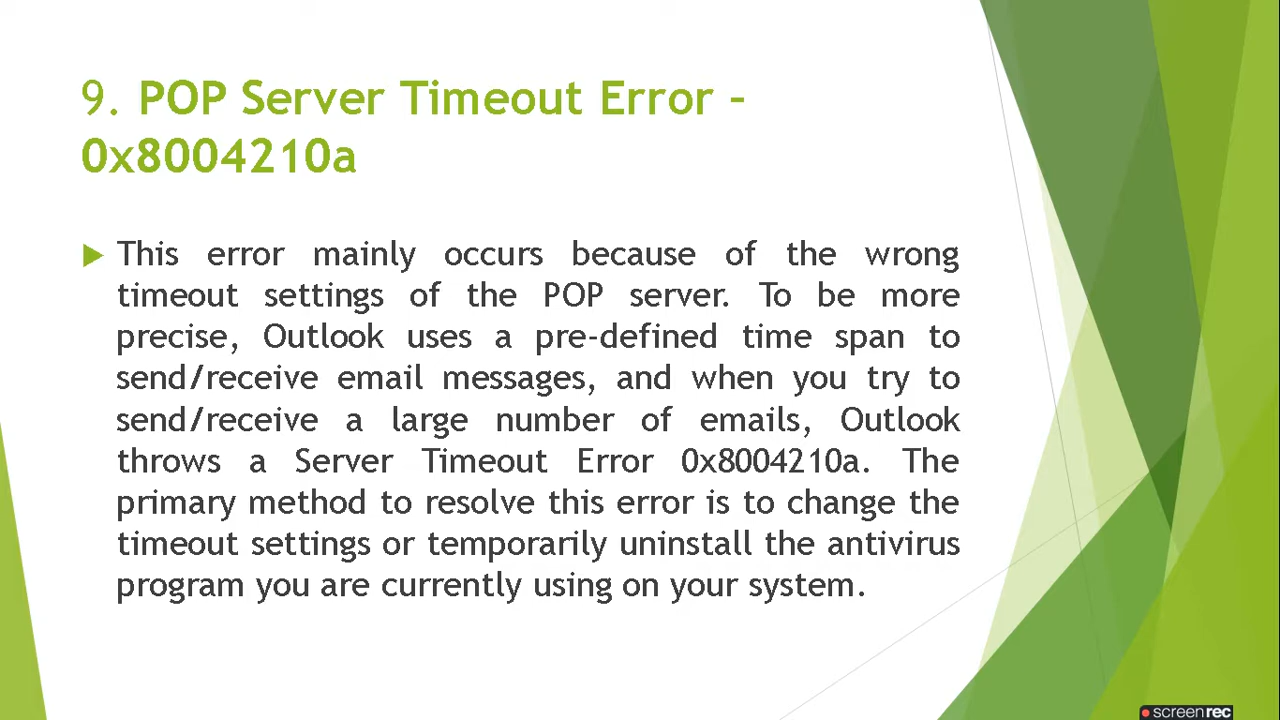 9. POP Server Timeout Error –
0x8004210a
This error mainly occurs because of the wrong
timeout settings of the POP server. To be more
precise, Outlook uses a pre-defined time span to
send/receive email messages, and when you try to
send/receive a large number of emails, Outlook
throws a Server Timeout Error 0x8004210a. The
primary method to resolve this error is to change the
timeout settings or temporarily uninstall the antivirus
program you are currently using on your system.
screenrec